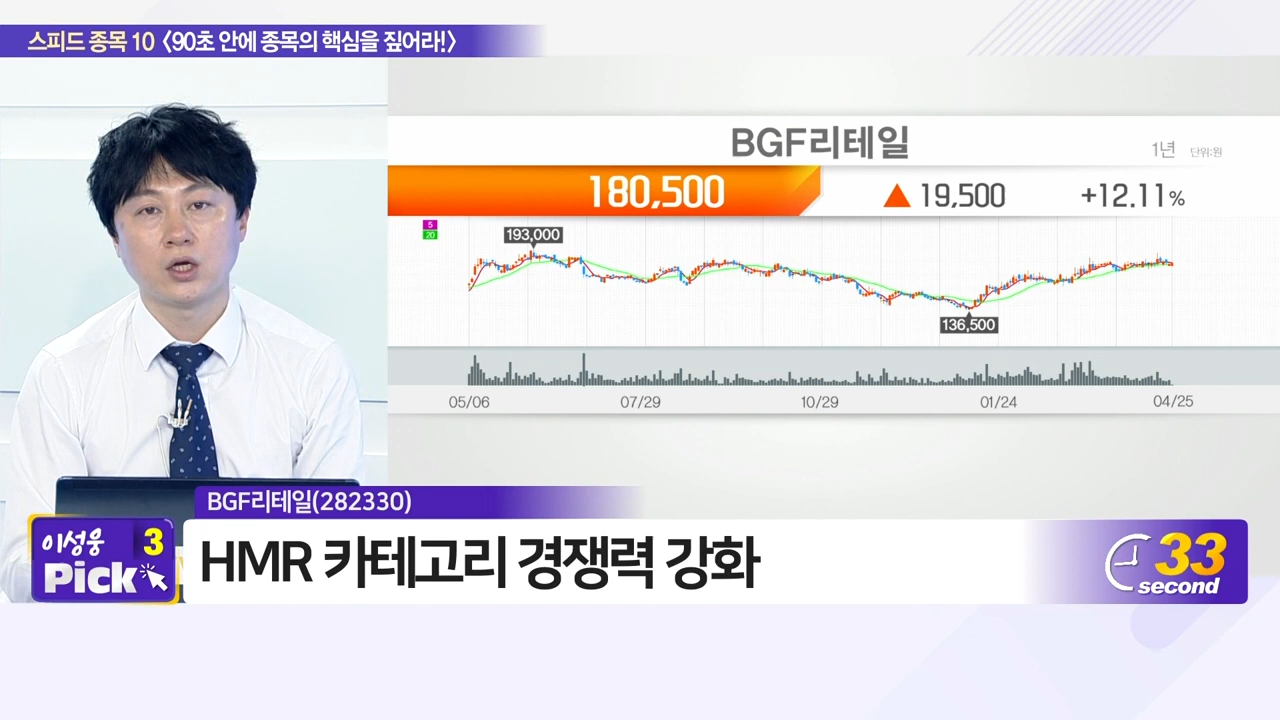 스피드 종목 10 <90초 안에 종목의 핵심을 짚어라!>
BGF리테일
1년 단위:원
180,500 ▲ 19,500 +12.11%
5
20
193,000
136,500
05/06 07/29 10/29 01/24 04/25
BGF리테일(282330)
이성웅 3
Pick
HMR 카테고리 경쟁력 강화
33
second